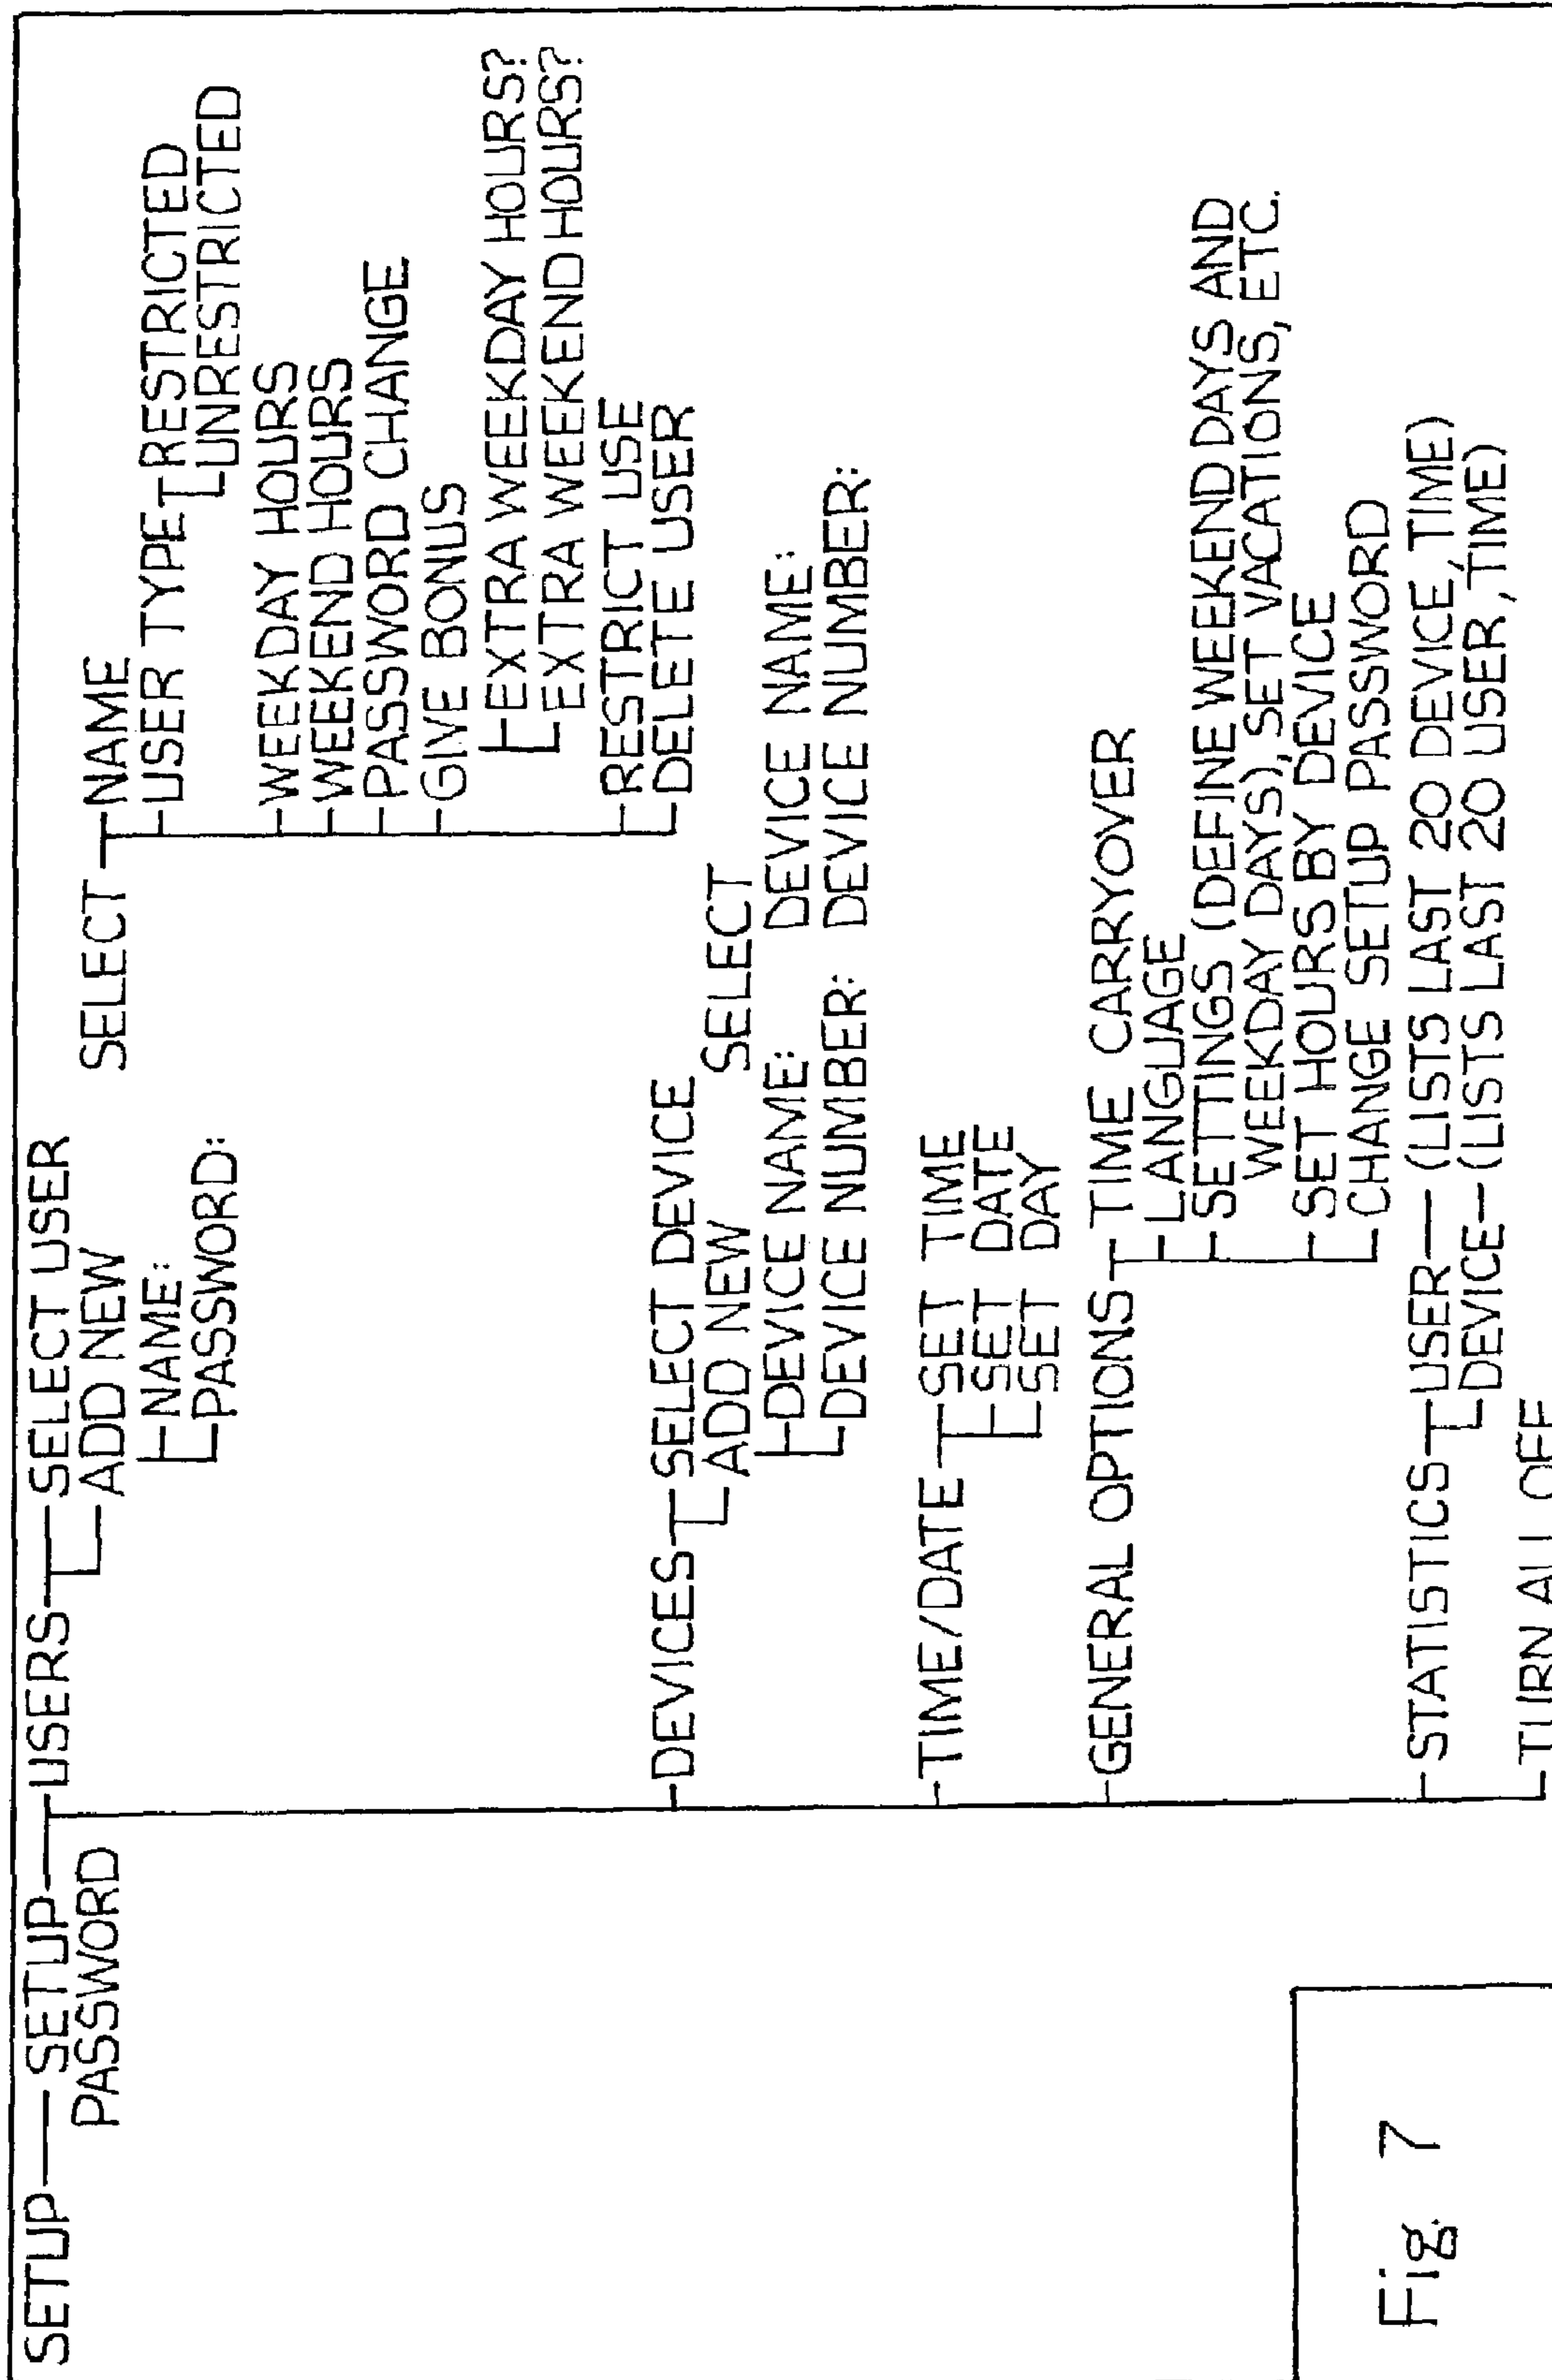 SETUP — SETUP PASSWORD
USERS
SELECT USER
ADD NEW
NAME:
PASSWORD:
SELECT
NAME
USER TYPE
RESTRICTED
UNRESTRICTED
WEEKDAY HOURS
WEEKEND HOURS
PASSWORD CHANGE
GIVE BONUS
EXTRA WEEKDAY HOURS?
EXTRA WEEKEND HOURS?
RESTRICT USE
DELETE USER
DEVICES
SELECT DEVICE
ADD NEW
DEVICE NAME:
DEVICE NUMBER:
SELECT
DEVICE NAME:
DEVICE NUMBER:
TIME/DATE
SET TIME
SET DATE
SET DAY
GENERAL OPTIONS
TIME CARRYOVER
LANGUAGE
SETTINGS (DEFINE WEEKEND DAYS AND
WEEKDAY DAYS), SET VACATIONS, ETC.
SET HOURS BY DEVICE
CHANGE SETUP PASSWORD
STATISTICS
USER — (LISTS LAST 20 DEVICE, TIME)
DEVICE — (LISTS LAST 20 USER, TIME)
TURN ALL OFF
Fig. 7